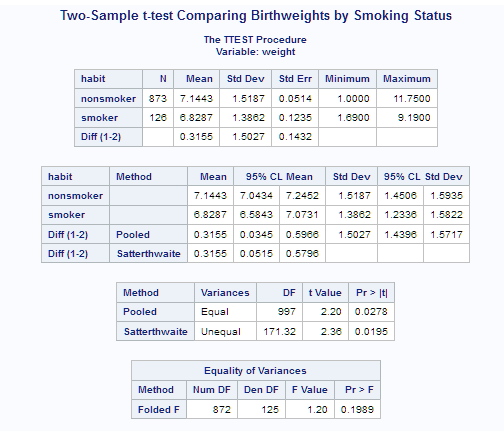 Two-Sample t-test Comparing Birthweights by Smoking Status
The TTEST Procedure
Variable: weight
habit N Mean Std Dev Std Err Minimum Maximum
nonsmoker 873 7.1443 1.5187 0.0514 1.0000 11.7500
smoker 126 6.8287 1.3862 0.1235 1.6900 9.1900
Diff (1-2) 0.3155 1.5027 0.1432
habit Method Mean 95% CL Mean Std Dev 95% CL Std Dev
nonsmoker 7.1443 7.0434 7.2452 1.5187 1.4506 1.5935
smoker 6.8287 6.5843 7.0731 1.3862 1.2336 1.5822
Diff (1-2) Pooled 0.3155 0.0345 0.5966 1.5027 1.4396 1.5717
Diff (1-2) Satterthwaite 0.3155 0.0515 0.5796
Method Variances DF t Value Pr > |t|
Pooled Equal 997 2.20 0.0278
Satterthwaite Unequal 171.32 2.36 0.0195
Equality of Variances
Method Num DF Den DF F Value Pr > F
Folded F 872 125 1.20 0.1989